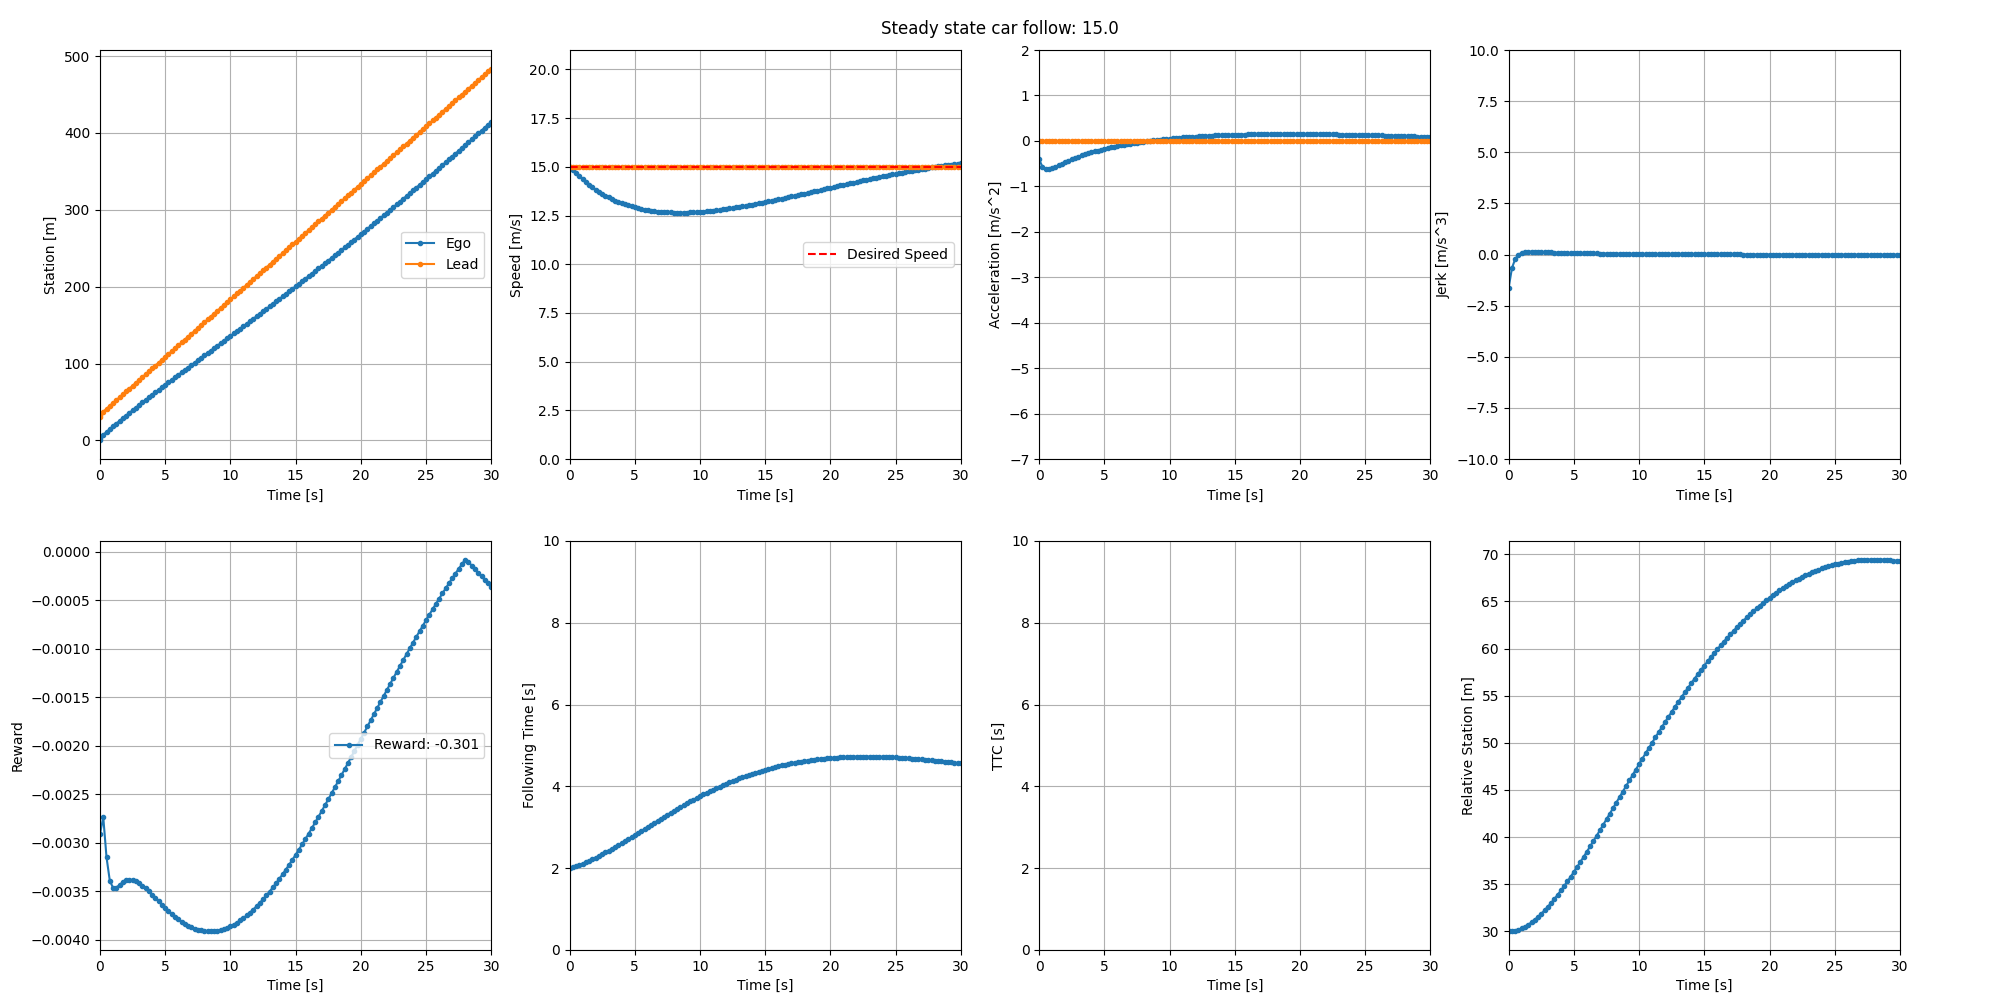 Steady state car follow: 15.0
500
400
300
200
100
0
Station [m]
Ego
Lead
0 5 10 15 20 25 30
Time [s]
20.0
17.5
15.0
12.5
10.0
7.5
5.0
2.5
0.0
Speed [m/s]
Desired Speed
0 5 10 15 20 25 30
Time [s]
2
1
0
−1
−2
−3
−4
−5
−6
−7
Acceleration [m/s^2]
0 5 10 15 20 25 30
Time [s]
10.0
7.5
5.0
2.5
0.0
−2.5
−5.0
−7.5
−10.0
Jerk [m/s^3]
0 5 10 15 20 25 30
Time [s]
0.0000
−0.0005
−0.0010
−0.0015
−0.0020
−0.0025
−0.0030
−0.0035
−0.0040
Reward
Reward: -0.301
0 5 10 15 20 25 30
Time [s]
10
8
6
4
2
0
Following Time [s]
0 5 10 15 20 25 30
Time [s]
10
8
6
4
2
0
TTC [s]
0 5 10 15 20 25 30
Time [s]
70
65
60
55
50
45
40
35
30
Relative Station [m]
0 5 10 15 20 25 30
Time [s]